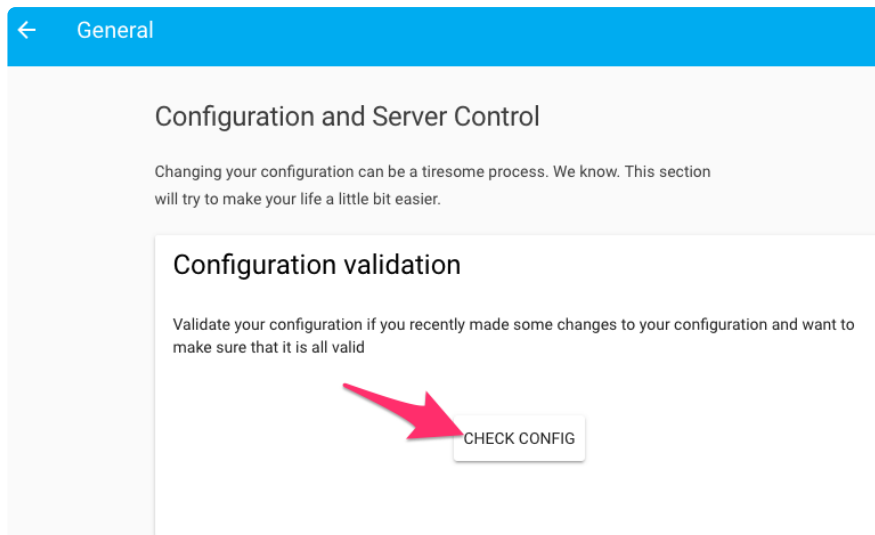 General
Configuration and Server Control
Changing your configuration can be a tiresome process. We know. This section
will try to make your life a little bit easier.
Configuration validation
Validate your configuration if you recently made some changes to your configuration and want to
make sure that it is all valid
CHECK CONFIG